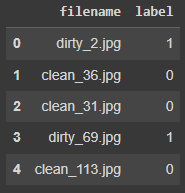 filename label
0 dirty_2.jpg 1
1 clean_36.jpg 0
2 clean_31.jpg 0
3 dirty_69.jpg 1
4 clean_113.jpg 0